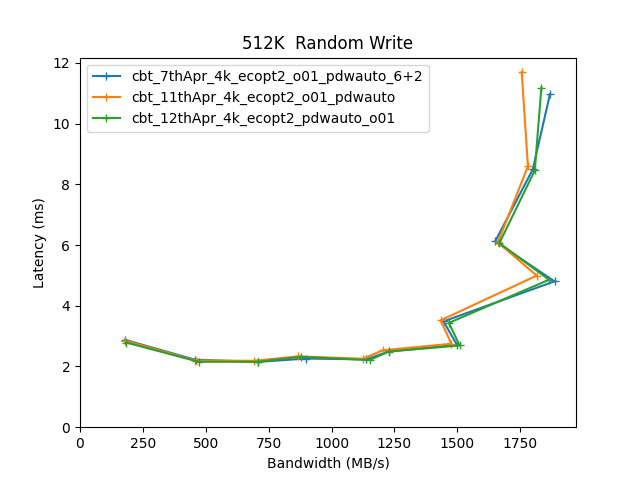 512K  Random Write
cbt_7thApr_4k_ecopt2_o01_pdwauto_6+2
cbt_11thApr_4k_ecopt2_o01_pdwauto
cbt_12thApr_4k_ecopt2_pdwauto_o01
Latency (ms)
12
10
8
6
4
2
0
0 250 500 750 1000 1250 1500 1750
Bandwidth (MB/s)